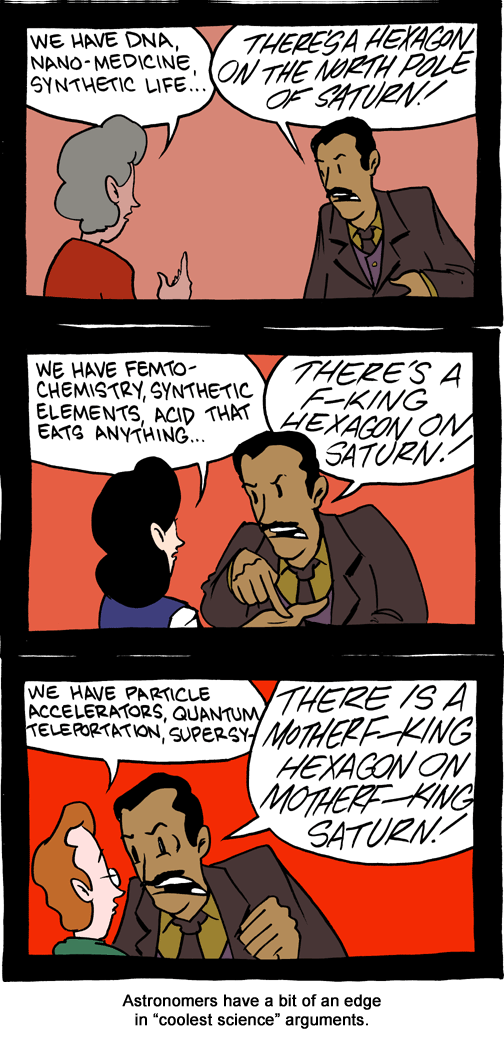 WE HAVE DNA,
NANO-MEDICINE,
SYNTHETIC LIFE...
THERE'S A HEXAGON
ON THE NORTH POLE
OF SATURN!
WE HAVE FEMTO-
CHEMISTRY, SYNTHETIC
ELEMENTS, ACID THAT
EATS ANYTHING...
THERE'S A
F—KING
HEXAGON ON
SATURN!
WE HAVE PARTICLE
ACCELERATORS, QUANTUM
TELEPORTATION, SUPERSY-
THERE IS A
MOTHERF—KING
HEXAGON ON
MOTHERF—KING
SATURN!
Astronomers have a bit of an edge
in “coolest science” arguments.